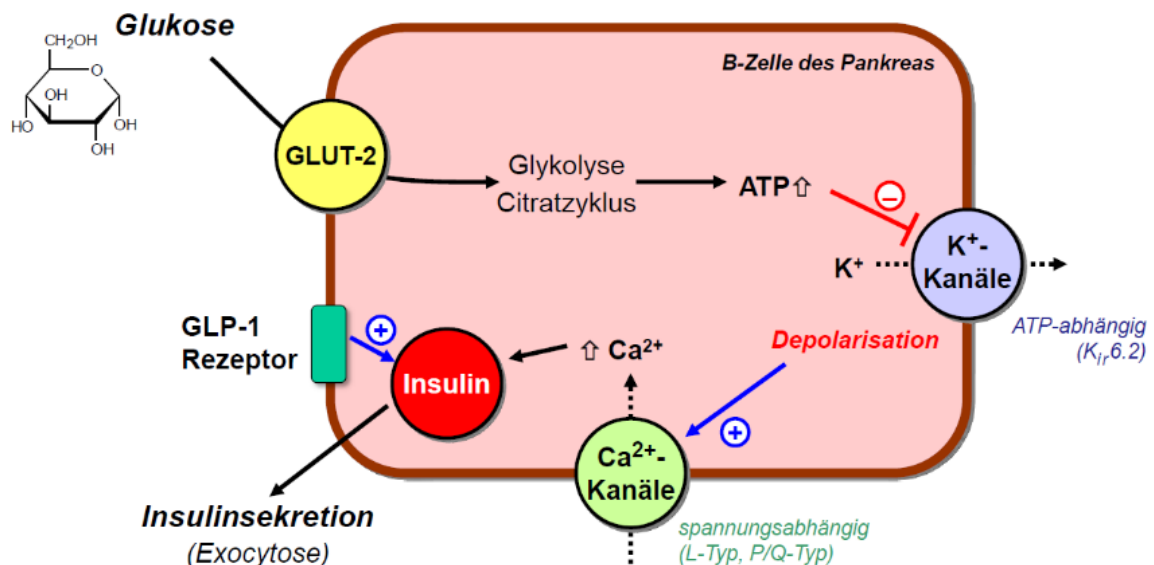 Glukose
CH₂OH
O
OH
OH
HO
OH
OH
B-Zelle des Pankreas
GLUT-2
Glykolyse
Citratzyklus
ATP⇧
−
K⁺
K⁺-
Kanäle
ATP-abhängig
(Kᵢᵣ6.2)
GLP-1
Rezeptor
+
Insulin
⇧ Ca²⁺
Depolarisation
+
Ca²⁺-
Kanäle
spannungsabhängig
(L-Typ, P/Q-Typ)
Insulinsekretion
(Exocytose)